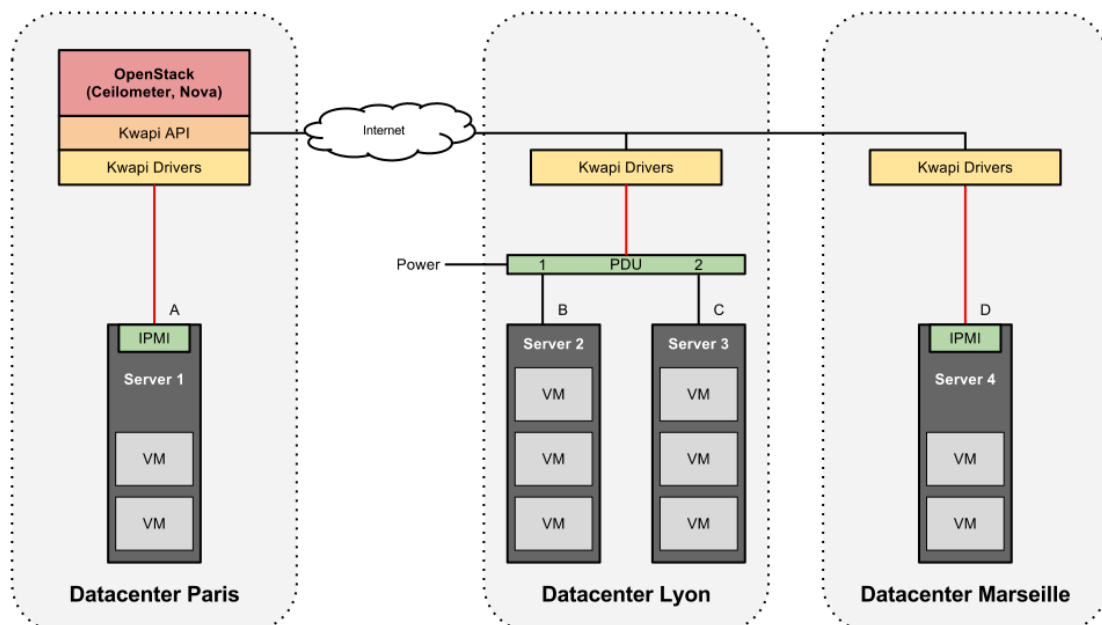 OpenStack
(Ceilometer, Nova)
Kwapi API
Kwapi Drivers
Internet
Kwapi Drivers
Kwapi Drivers
Power
1 PDU 2
A
B
C
D
IPMI
Server 1
VM
VM
Server 2
VM
VM
VM
Server 3
VM
VM
VM
IPMI
Server 4
VM
VM
Datacenter Paris
Datacenter Lyon
Datacenter Marseille